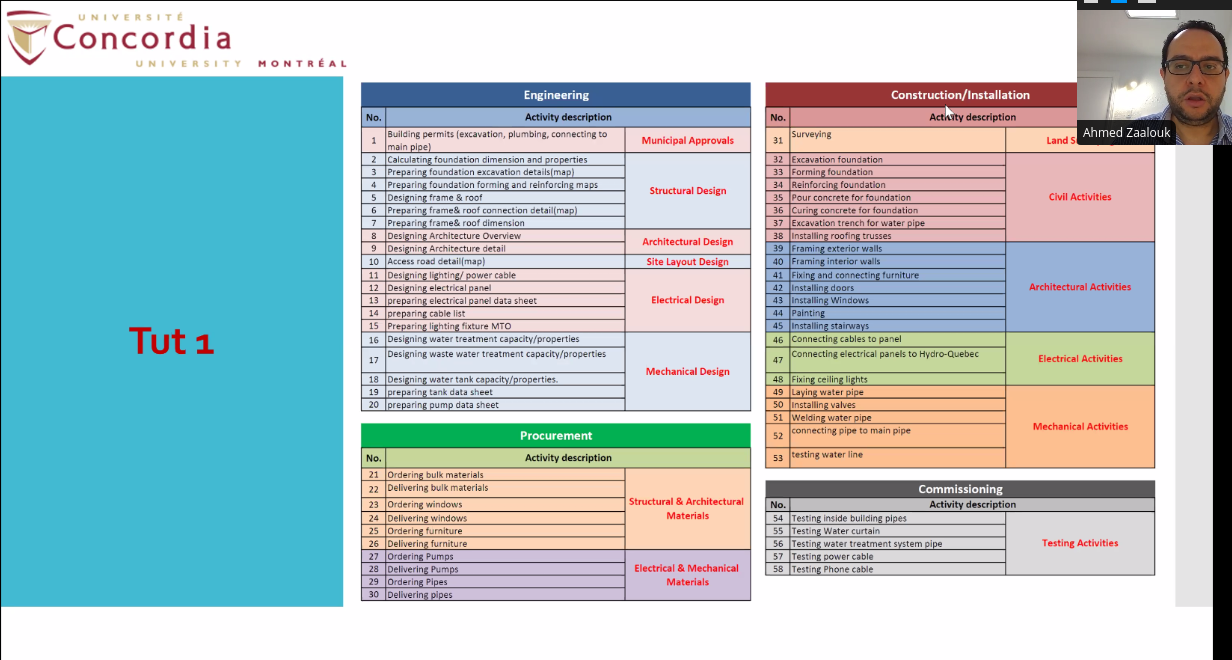 UNIVERSITÉ
Concordia
UNIVERSITY MONTRÉAL
Tut 1
Engineering
No. Activity description
1 Building permits (excavation, plumbing, connecting to main pipe) Municipal Approvals
2 Calculating foundation dimension and properties
3 Preparing foundation excavation details(map)
4 Preparing foundation forming and reinforcing maps
Structural Design
5 Designing frame & roof
6 Preparing frame& roof connection detail(map)
7 Preparing frame& roof dimension
8 Designing Architecture Overview
Architectural Design
9 Designing Architecture detail
10 Access road detail(map) Site Layout Design
11 Designing lighting/ power cable
12 Designing electrical panel
13 preparing electrical panel data sheet Electrical Design
14 preparing cable list
15 Preparing lighting fixture MTO
16 Designing water treatment capacity/properties
17 Designing waste water treatment capacity/properties
Mechanical Design
18 Designing water tank capacity/properties.
19 preparing tank data sheet
20 preparing pump data sheet
Procurement
No. Activity description
21 Ordering bulk materials
22 Delivering bulk materials
23 Ordering windows
Structural & Architectural
Materials
24 Delivering windows
25 Ordering furniture
26 Delivering furniture
27 Ordering Pumps
28 Delivering Pumps
Electrical & Mechanical
Materials
29 Ordering Pipes
30 Delivering pipes
Construction/Installation
No. Activity description
31 Surveying Land S
32 Excavation foundation
33 Forming foundation
34 Reinforcing foundation
35 Pour concrete for foundation Civil Activities
36 Curing concrete for foundation
37 Excavation trench for water pipe
38 Installing roofing trusses
39 Framing exterior walls
40 Framing interior walls
41 Fixing and connecting furniture
42 Installing doors Architectural Activities
43 Installing Windows
44 Painting
45 Installing stairways
46 Connecting cables to panel
47 Connecting electrical panels to Hydro-Quebec Electrical Activities
48 Fixing ceiling lights
49 Laying water pipe
50 Installing valves
51 Welding water pipe
Mechanical Activities
52 connecting pipe to main pipe
53 testing water line
Commissioning
No. Activity description
54 Testing inside building pipes
55 Testing Water curtain
56 Testing water treatment system pipe Testing Activities
57 Testing power cable
58 Testing Phone cable
Ahmed Zaalouk